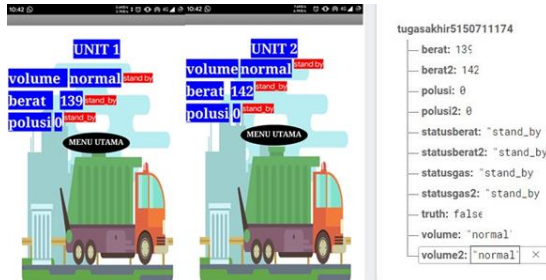 10:42
UNIT 1
volume normal stand by
berat 139 stand_by
polusi 0 stand_by
MENU UTAMA
10:42
UNIT 2
volume normal stand by
berat 142 stand_by
polusi 0 stand_by
MENU UTAMA
tugasakhir5150711174
berat: 139
berat2: 142
polusi: 0
polusi2: 0
statusberat: "stand_by
statusberat2: "stand_by
statusgas: "stand_by
statusgas2: "stand_by
truth: false
volume: "normal"
volume2: "normal" ×